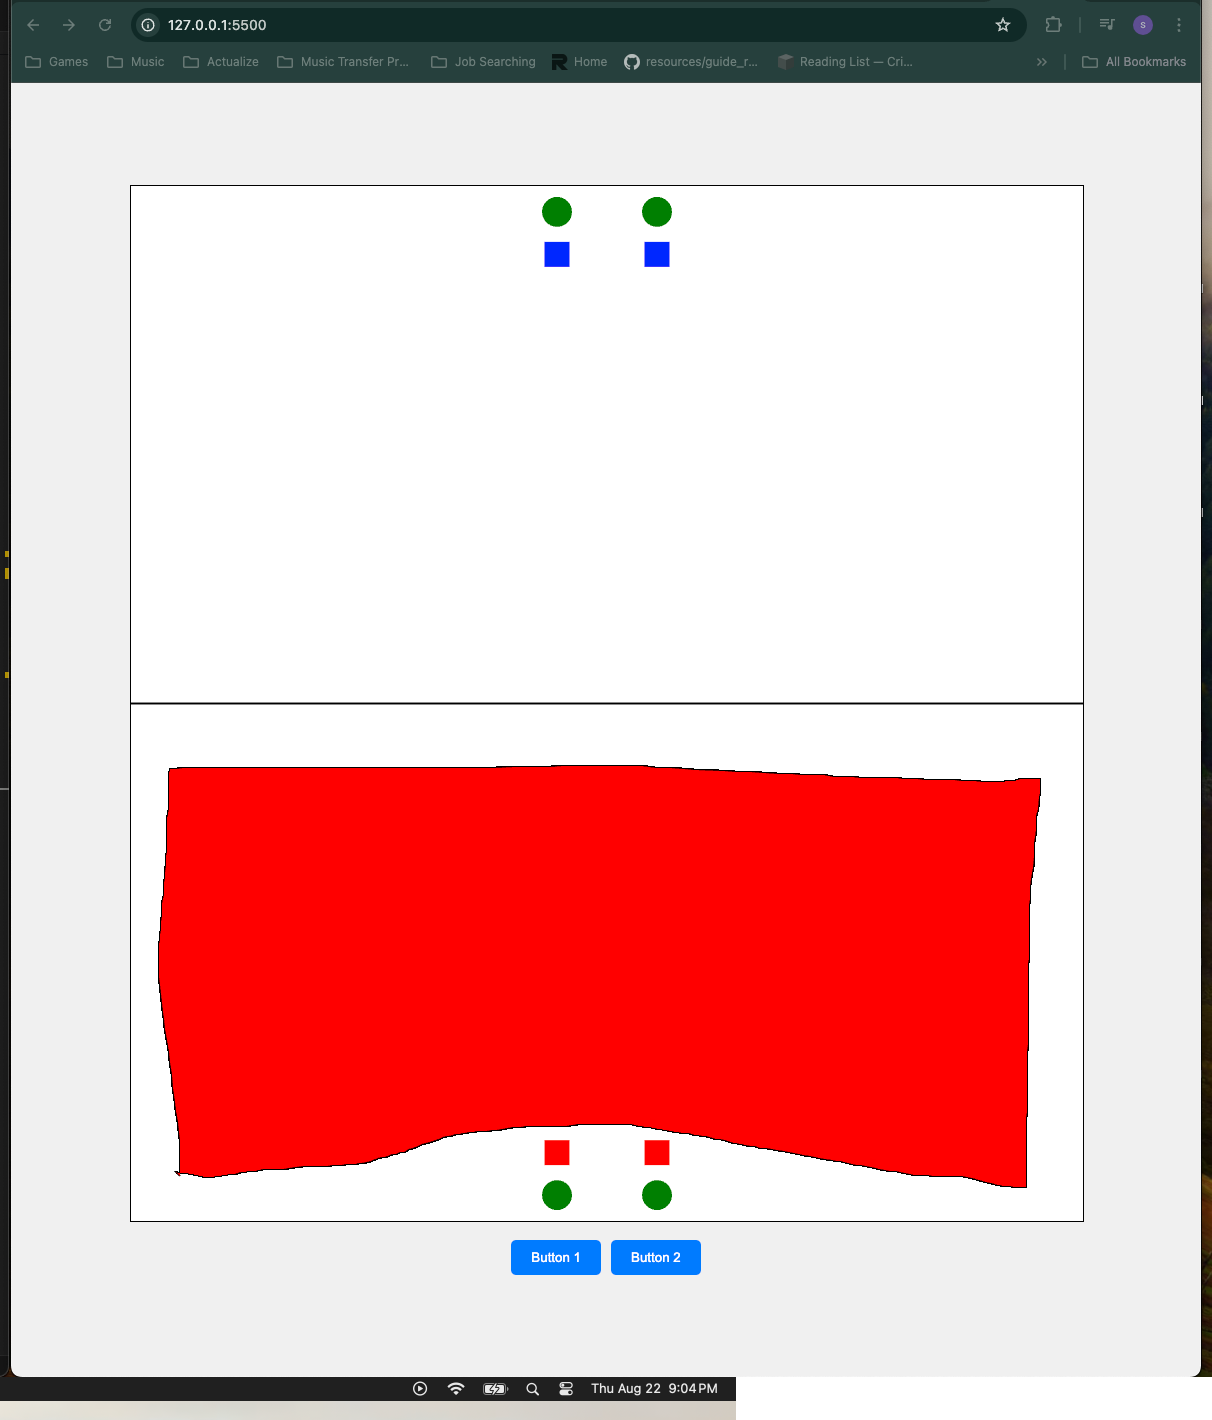 127.0.0.1:5500
S
Games Music Actualize Music Transfer Pr... Job Searching Home resources/guide_r... Reading List — Cri... » All Bookmarks
Button 1 Button 2
Thu Aug 22 9:04 PM